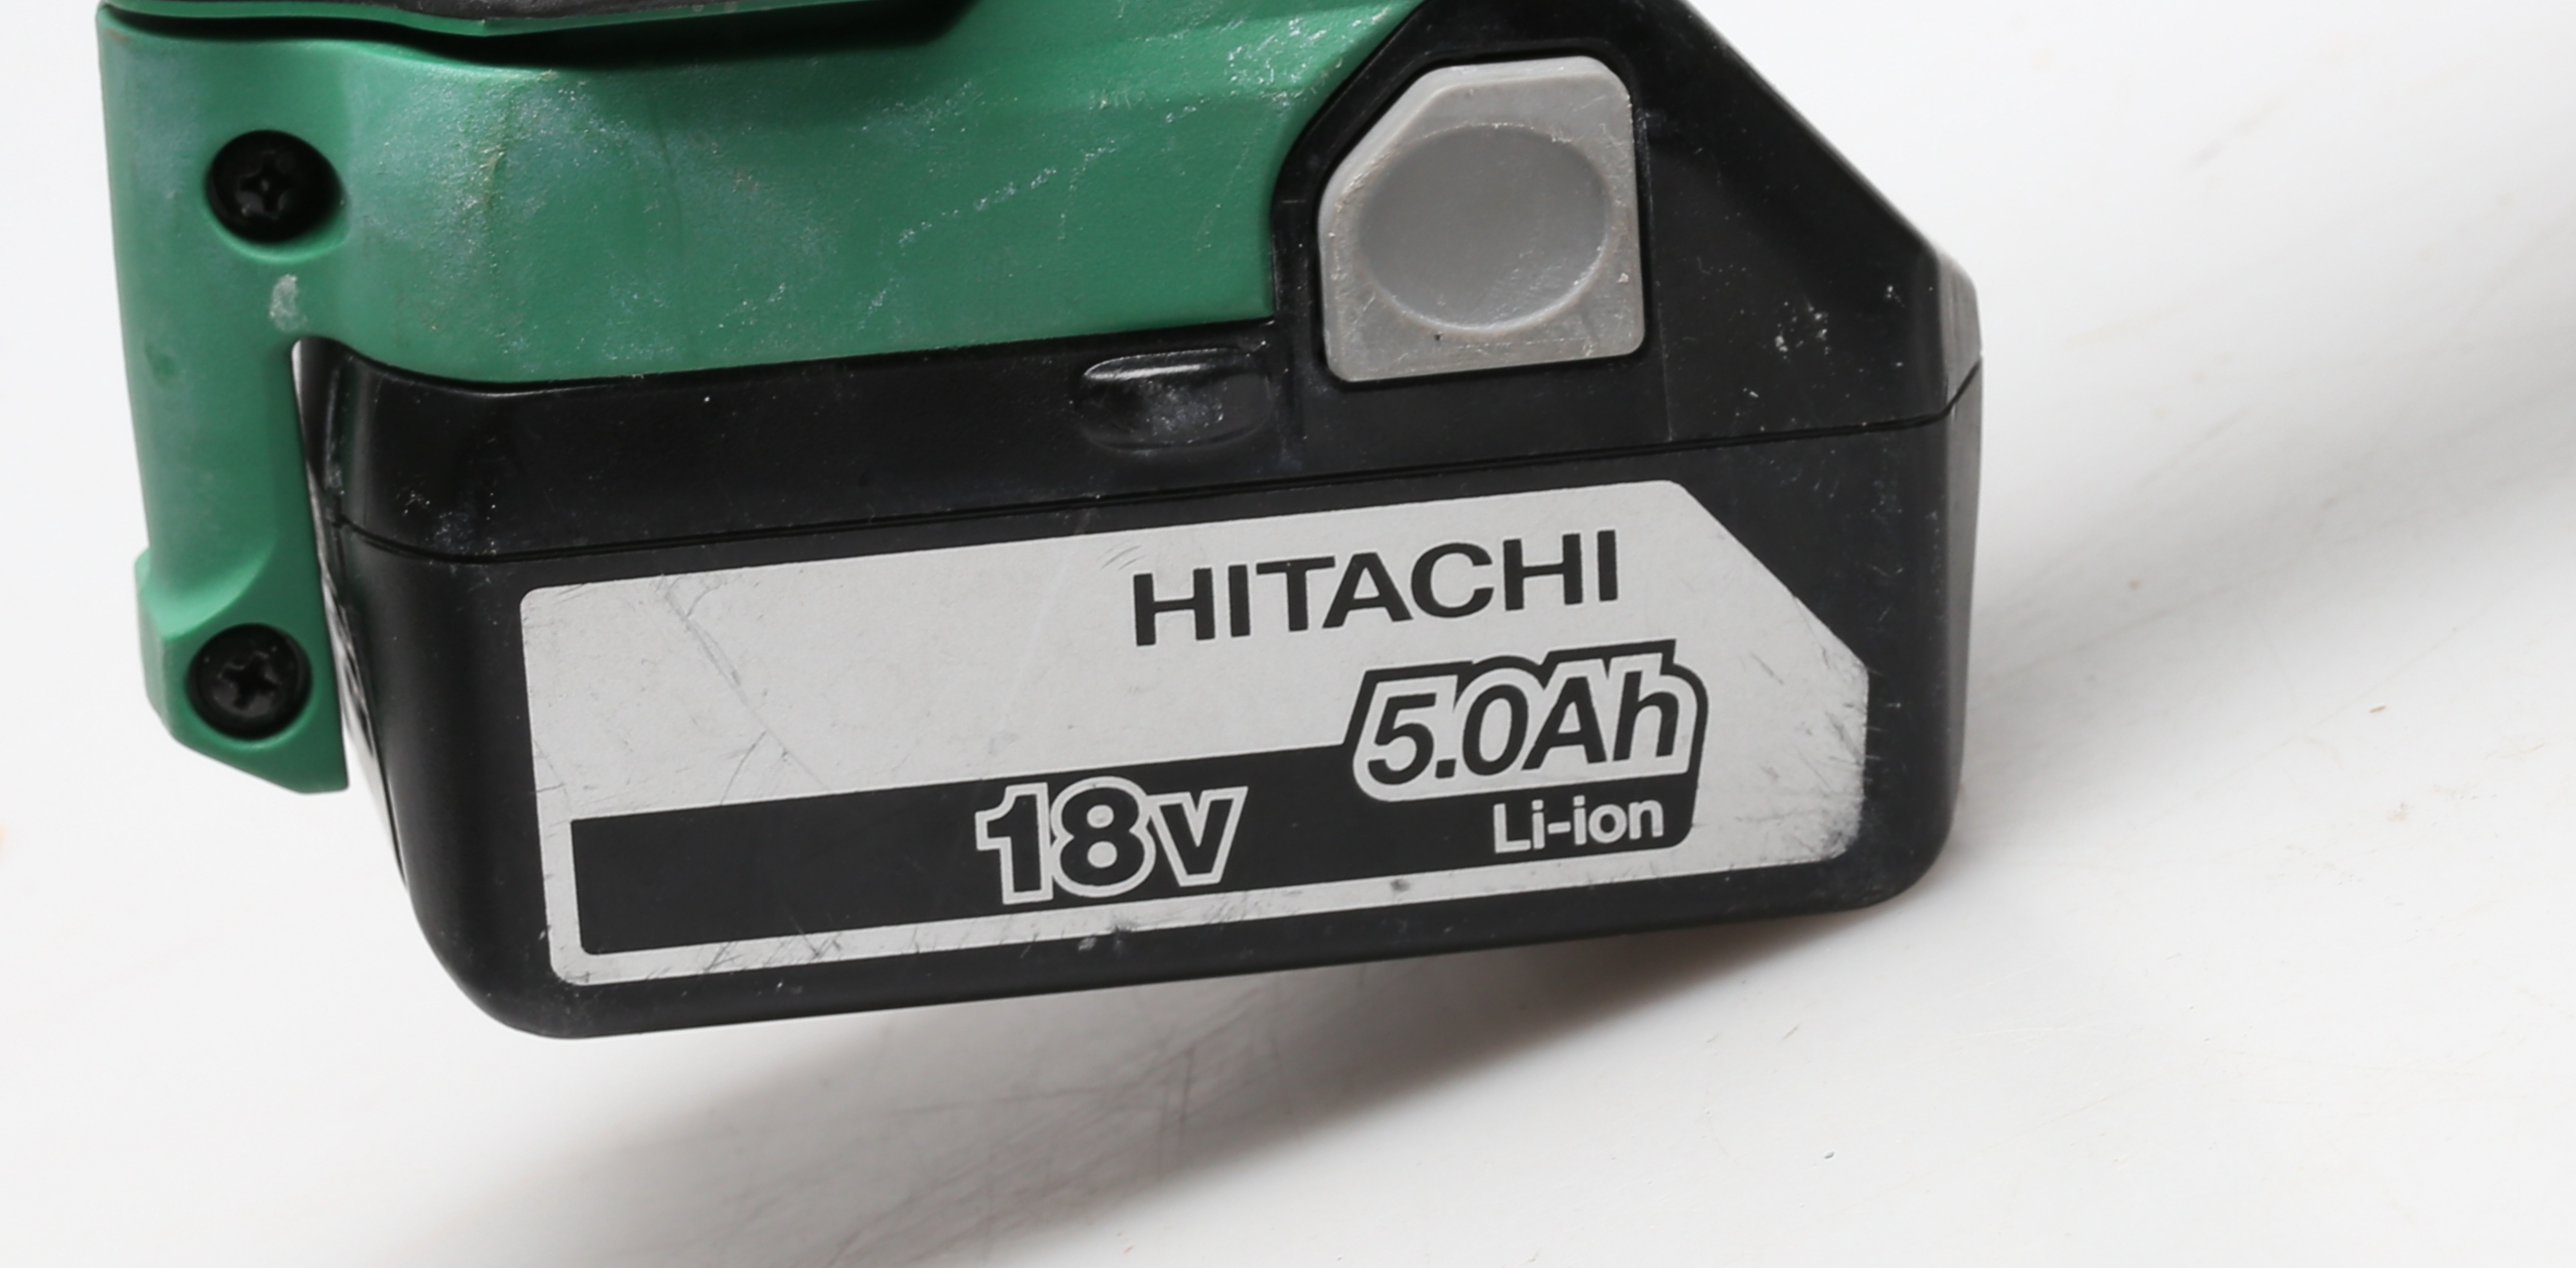 HITACHI
5.0Ah
18v
Li-ion